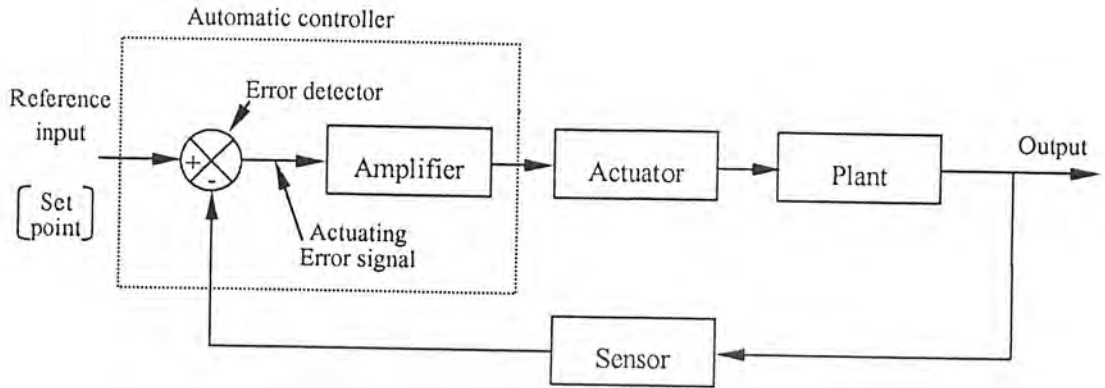 Automatic controller
Error detector
Reference
input
+
-
Set
point
Actuating
Error signal
Amplifier
Actuator
Plant
Output
Sensor